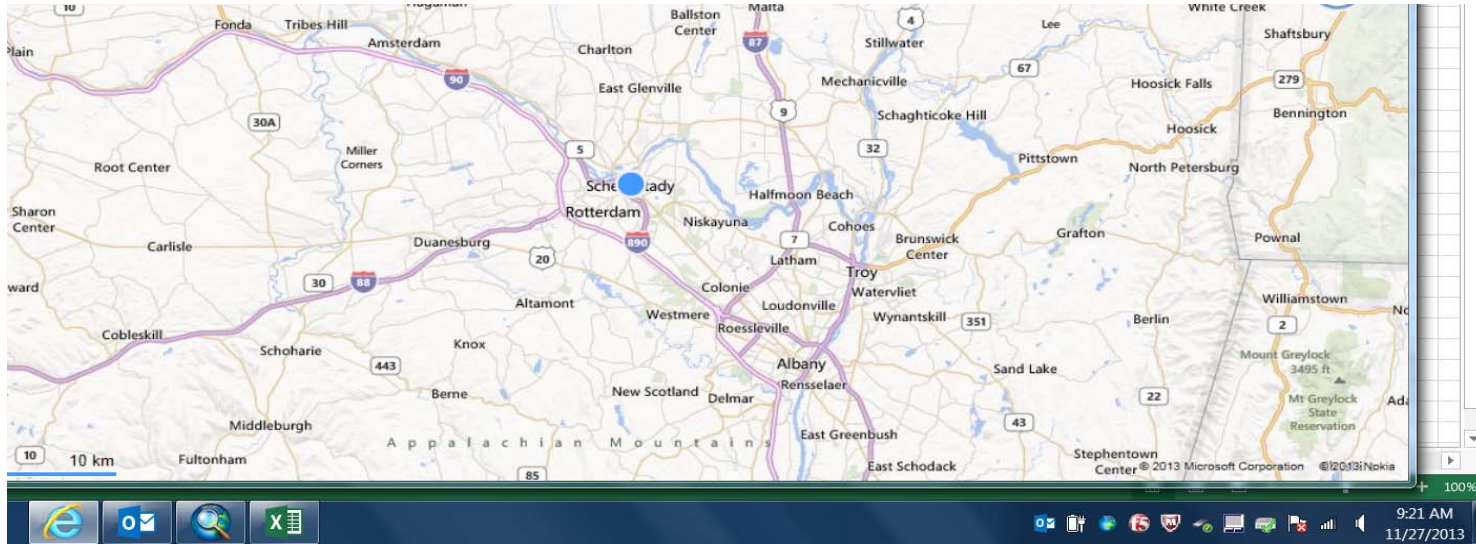 10
Hagaman
Malta
White Creek
Fonda
Tribes Hill
Ballston
Center
4
Lee
Shaftsbury
Plain
Amsterdam
Charlton
87
Stillwater
67
90
East Glenville
Mechanicville
Hoosick Falls
279
30A
9
Schaghticoke Hill
Bennington
Hoosick
Root Center
Miller
Corners
5
32
Pittstown
North Petersburg
Halfmoon Beach
Sharon
Center
Rotterdam
Niskayuna
Cohoes
Carlisle
Duanesburg
890
7
Brunswick
Center
Grafton
Pownal
20
Latham
Troy
30
88
Colonie
Watervliet
Altamont
Westmere
Loudonville
Wynantskill
351
Berlin
Williamstown
Cobleskill
Roessleville
2
Schoharie
Knox
443
Albany
Sand Lake
Mount Greylock
3495 ft
Berne
New Scotland
Delmar
Rensselaer
22
Mt Greylock
State
Reservation
Middleburgh
43
Appalachian Mountains
East Greenbush
10
10 km
Fultonham
85
East Schodack
Stephentown
Center
© 2013 Microsoft Corporation
100%
9:21 AM
11/27/2013